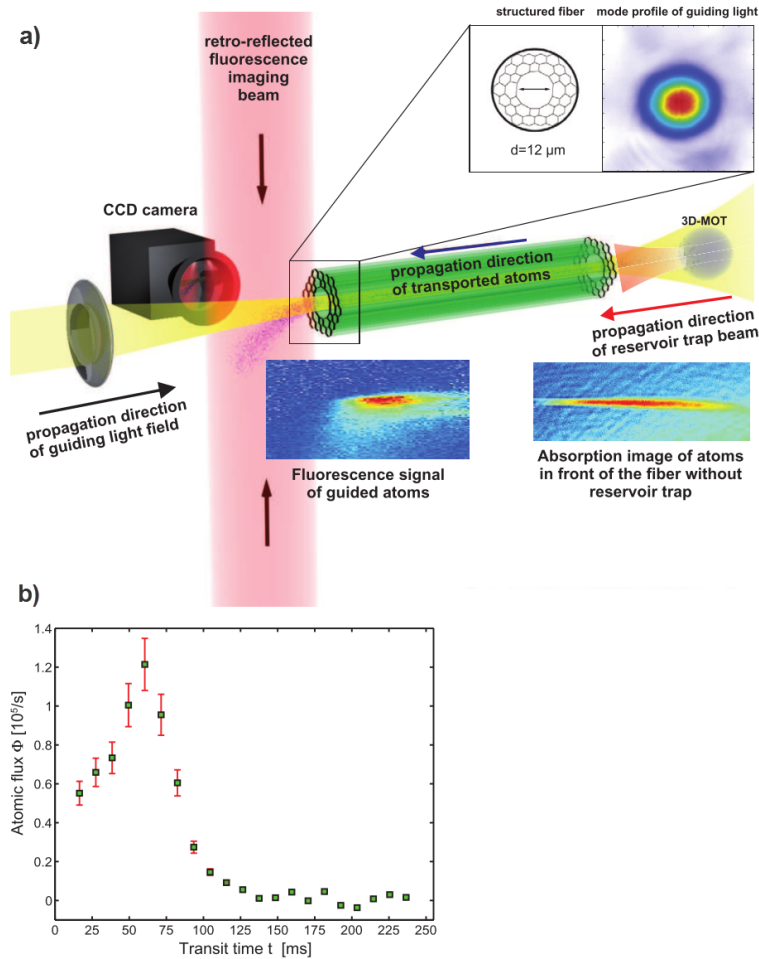 a)
structured fiber
mode profile of guiding light
d=12 μm
retro-reflected
fluorescence
imaging
beam
CCD camera
3D-MOT
propagation direction
of transported atoms
propagation direction
of reservoir trap beam
propagation direction
of guiding light field
Fluorescence signal
of guided atoms
Absorption image of atoms
in front of the fiber without
reservoir trap
b)
Atomic flux Φ [10⁵/s]
1.4
1.2
1.0
0.8
0.6
0.4
0.2
0
0 25 50 75 100 125 150 175 200 225 250
Transit time t [ms]